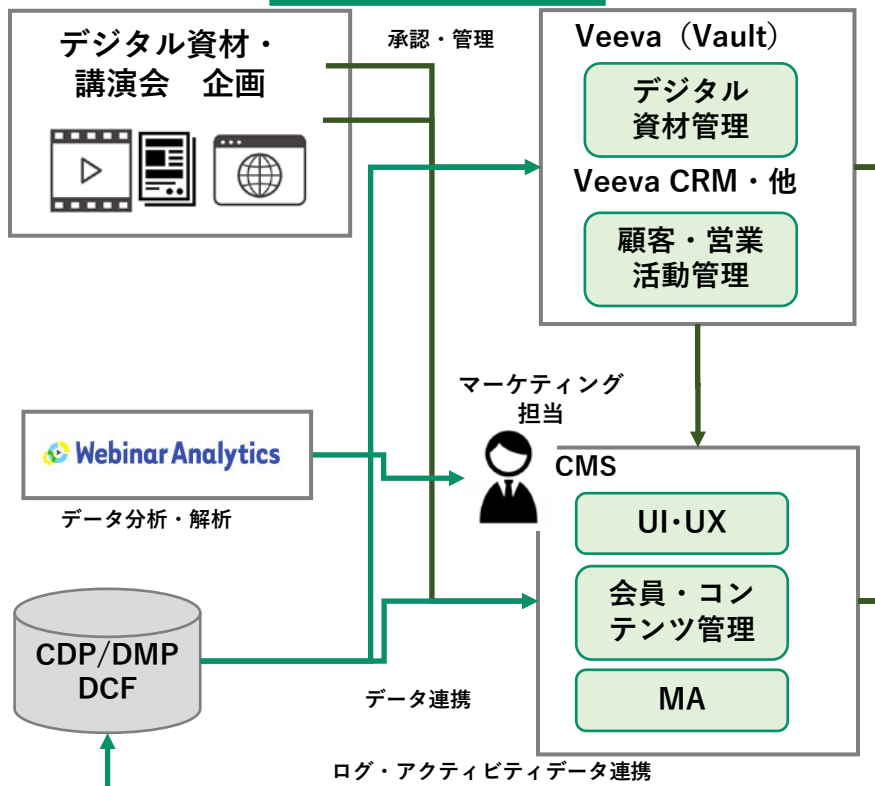 デジタル資材・
講演会　企画
承認・管理
Veeva（Vault）
デジタル
資材管理
Veeva CRM・他
顧客・営業
活動管理
マーケティング
担当
Webinar Analytics
データ分析・解析
CMS
UI・UX
会員・コン
テンツ管理
MA
CDP/DMP
DCF
データ連携
ログ・アクティビティデータ連携